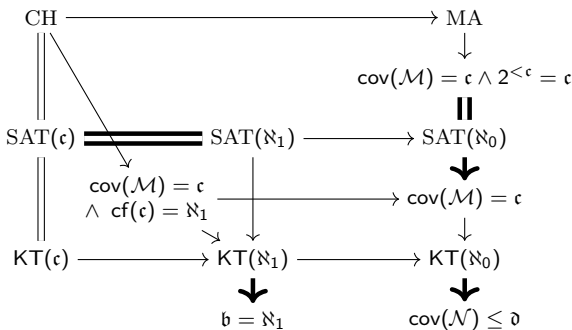 CH MA
cov(ℳ) = 𝔠 ∧ 2^{<𝔠} = 𝔠
SAT(𝔠) SAT(ℵ₁) SAT(ℵ₀)
cov(ℳ) = 𝔠
∧ cf(𝔠) = ℵ₁
cov(ℳ) = 𝔠
KT(𝔠) KT(ℵ₁) KT(ℵ₀)
𝔟 = ℵ₁ cov(𝒩) ≤ 𝔡